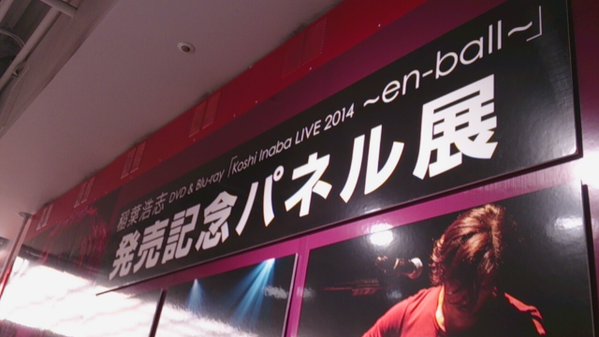 稲葉浩志 DVD & Blu-ray「Koshi Inaba LIVE 2014 ～en-ball～」
発売記念パネル展